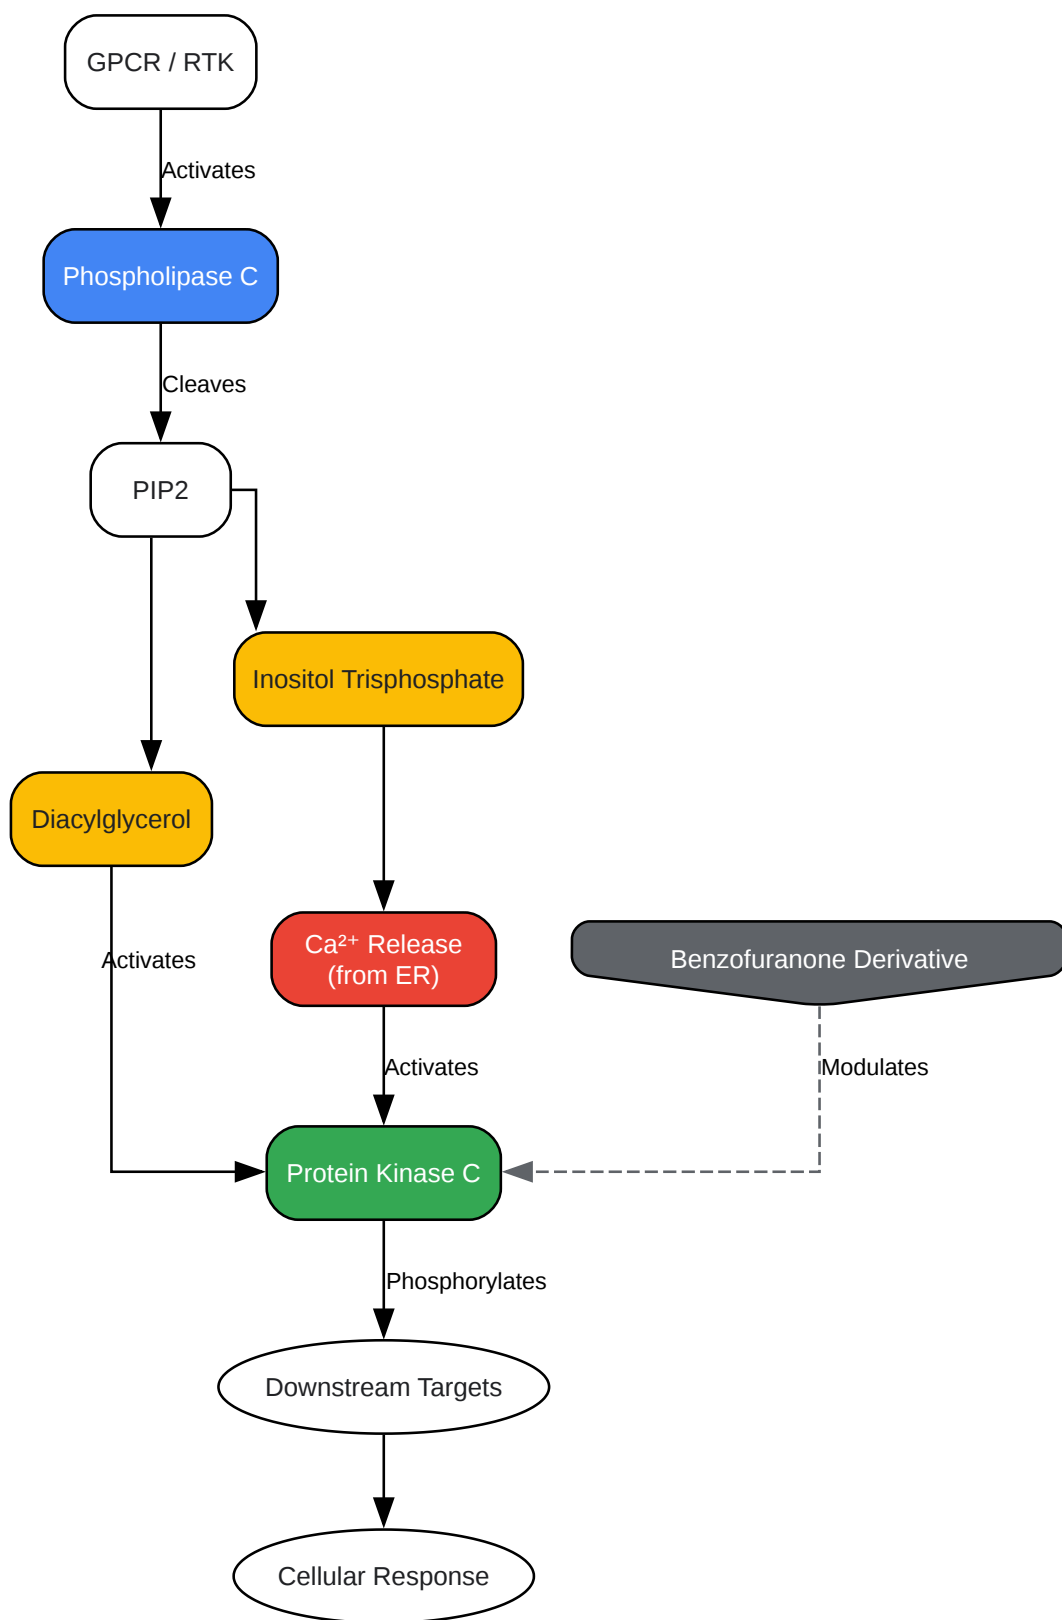 GPCR / RTK
Activates
Phospholipase C
Cleaves
PIP2
Inositol Trisphosphate
Diacylglycerol
Activates
Ca²⁺ Release
(from ER)
Benzofuranone Derivative
Activates
Modulates
Protein Kinase C
Phosphorylates
Downstream Targets
Cellular Response